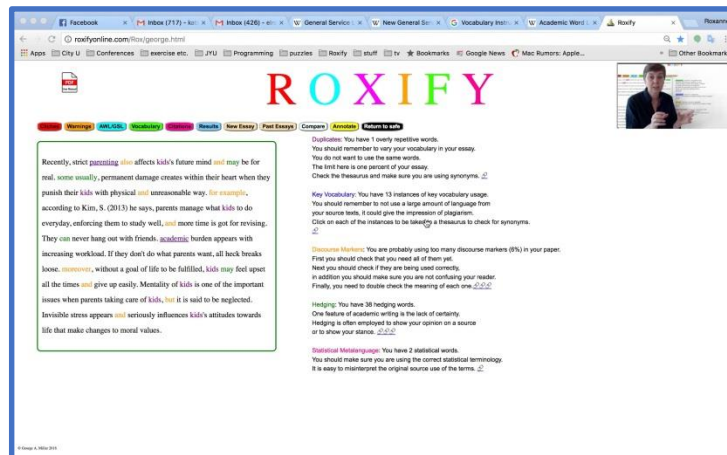 Facebook
Inbox (717) - kat
Inbox (426) - elro
General Service L
New General Serv
Vocabulary Instru
Academic Word L
Roxify
Roxanne
roxifyonline.com/Rox/george.html
Apps
City U
Conferences
exercise etc.
JYU
Programming
puzzles
Roxify
stuff
tv
Bookmarks
Google News
Mac Rumors: Apple...
Other Bookmark
PDF
ROXIFY
Warnings
AWL/GSL
Vocabulary
Citations
Results
New Essay
Past Essays
Compare
Annotate
Return to safe
Recently, strict parenting also affects kids's future mind and may be for
real. some usually, permanent damage creates within their heart when they
punish their kids with physical and unreasonable way. for example,
according to Kim, S. (2013) he says, parents manage what kids to do
everyday, enforcing them to study well, and more time is got for revising.
They can never hang out with friends. academic burden appears with
increasing workload. If they don't do what parents want, all heck breaks
loose. moreover, without a goal of life to be fulfilled, kids may feel upset
all the times and give up easily. Mentality of kids is one of the important
issues when parents taking care of kids, but it is said to be neglected.
Invisible stress appears and seriously influences kids's attitudes towards
life that make changes to moral values.
Duplicates: You have 1 overly repetitive words.
You should remember to vary your vocabulary in your essay.
You do not want to use the same words.
The limit here is one percent of your essay.
Check the thesaurus and make sure you are using synonyms.
Key Vocabulary: You have 13 instances of key vocabulary usage.
You should remember to not use a large amount of language from
your source texts, it could give the impression of plagiarism.
Click on each of the instances to be taken to a thesaurus to check for synonyms.
Discourse Markers: You are probably using too many discourse markers (6%) in your paper.
First you should check that you need all of them yet.
Next you should check if they are being used correctly,
in addition you should make sure you are not confusing your reader.
Finally, you need to double check the meaning of each one.
Hedging: You have 38 hedging words.
One feature of academic writing is the lack of certainty.
Hedging is often employed to show your opinion on a source
or to show your stance.
Statistical Metalanguage: You have 2 statistical words.
You should make sure you are using the correct statistical terminology.
It is easy to misinterpret the original source use of the terms.